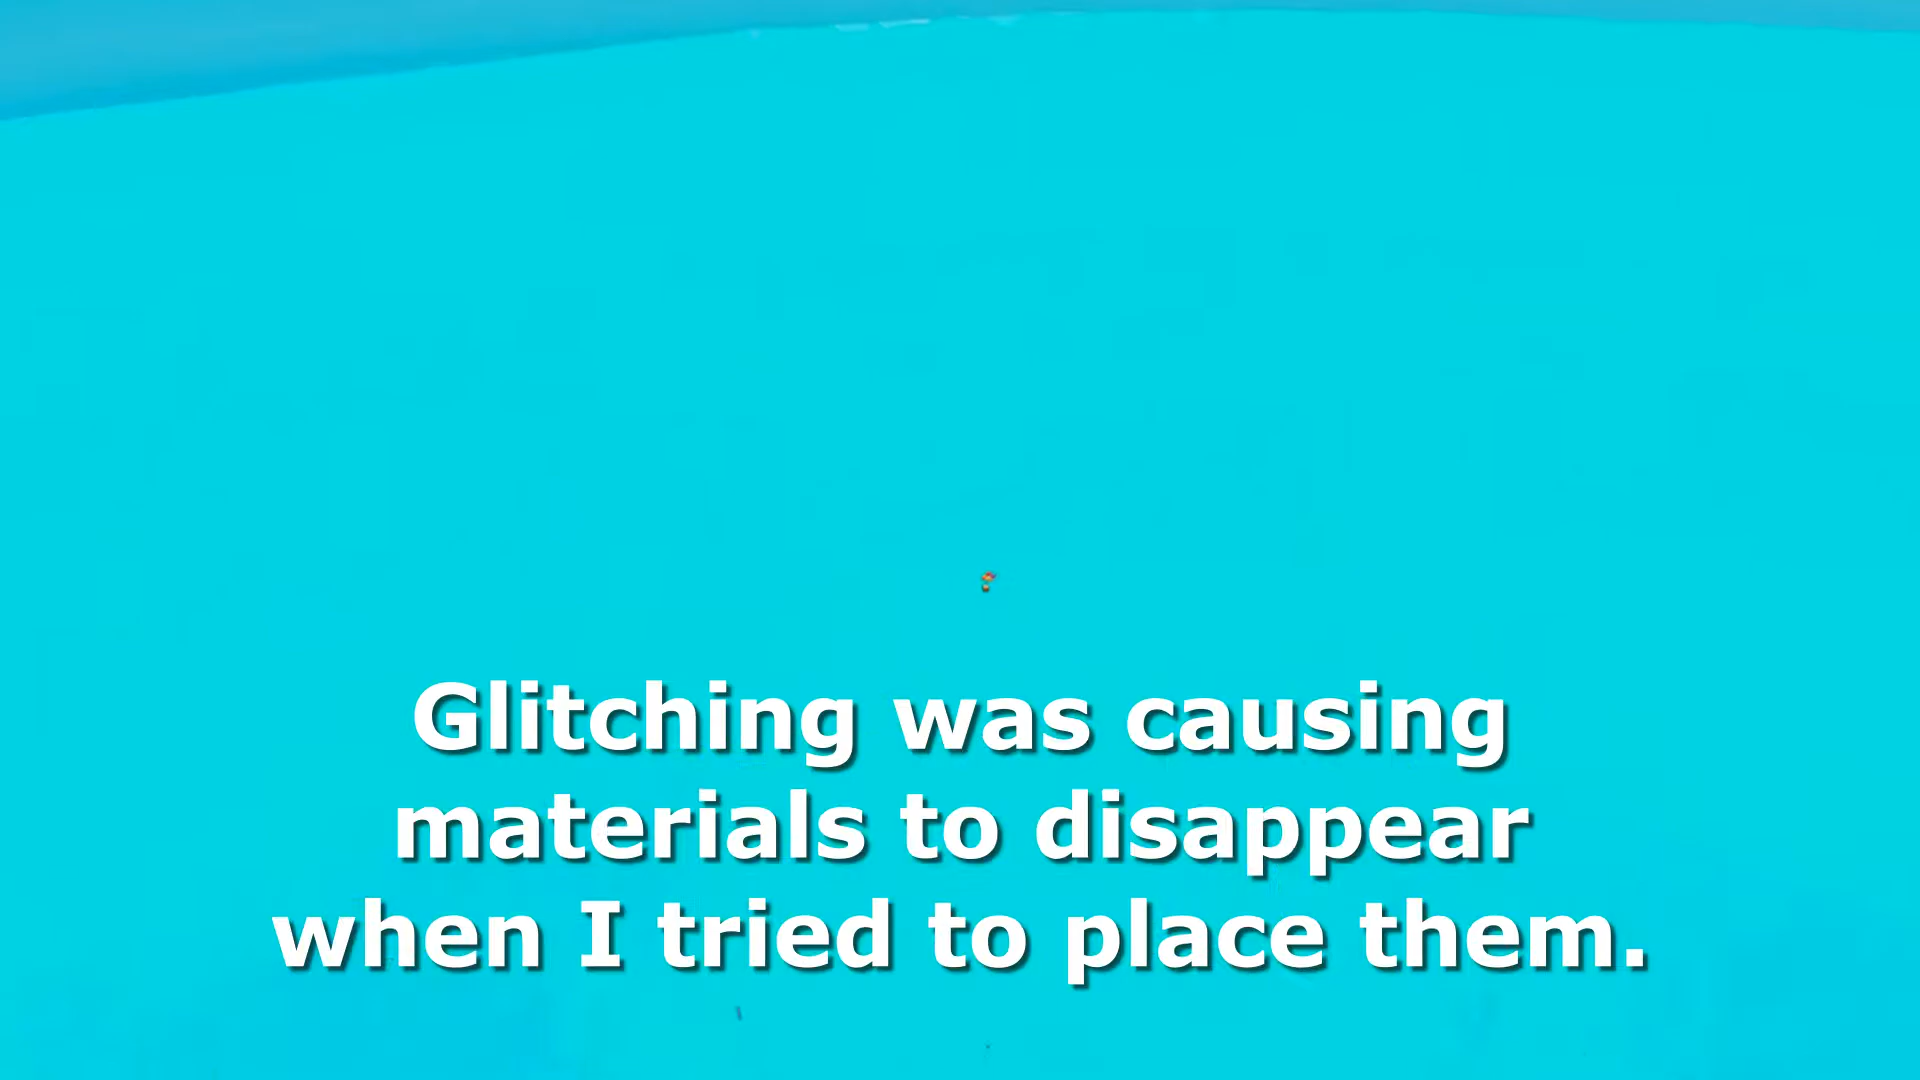 Glitching was causing
materials to disappear
when I tried to place them.